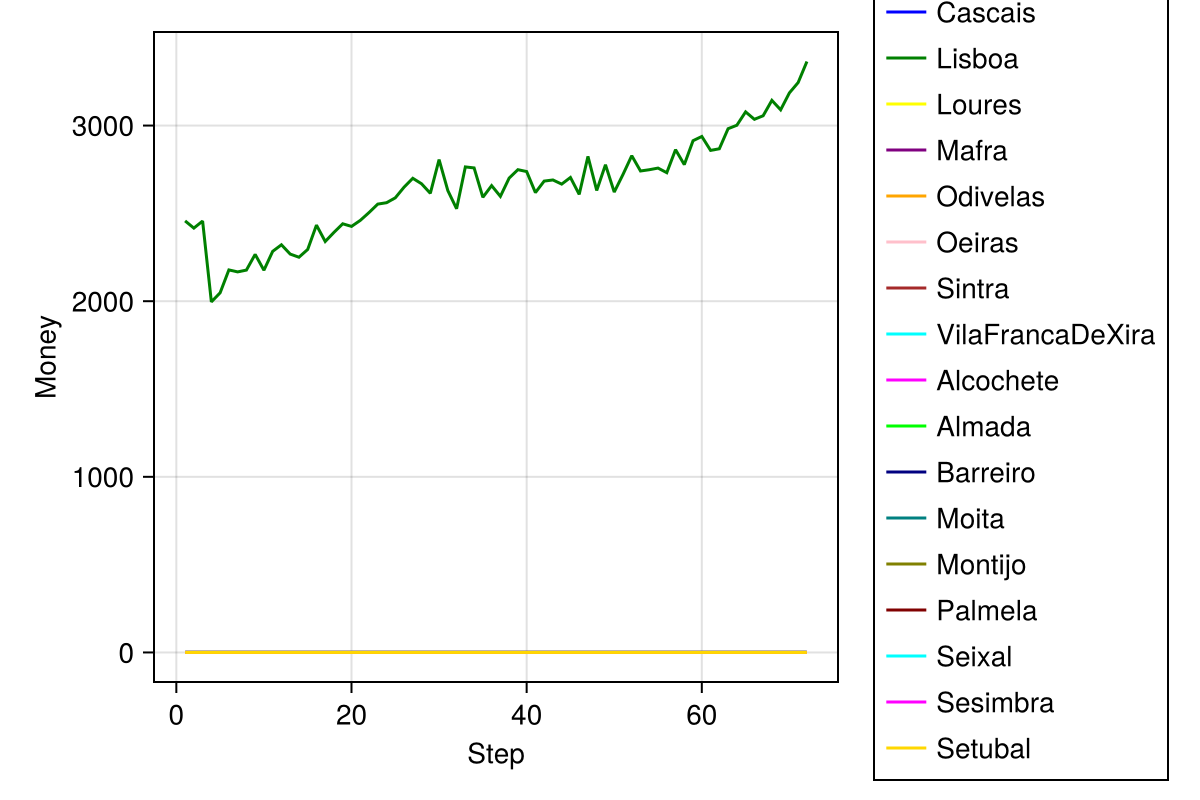 Money
3000
2000
1000
0
0
20
40
60
Step
Cascais
Lisboa
Loures
Mafra
Odivelas
Oeiras
Sintra
VilaFrancaDeXira
Alcochete
Almada
Barreiro
Moita
Montijo
Palmela
Seixal
Sesimbra
Setubal